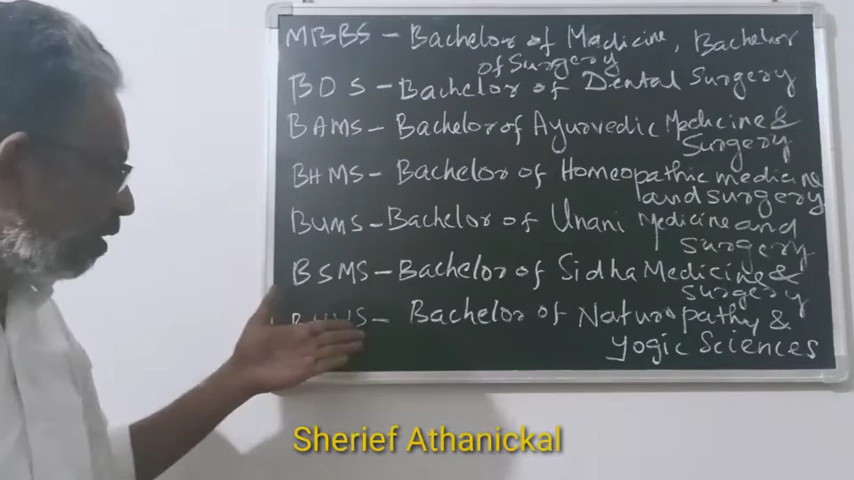 MBBS - Bachelor of Medicine, Bachelor
of Surgery
BDS - Bachelor of Dental Surgery
BAMS - Bachelor of Ayurvedic Medicine &
Surgery
BHMS - Bachelor of Homeopathic medicine
and surgery
BUMS - Bachelor of Unani Medicine and
surgery
BSMS - Bachelor of Sidha Medicine &
surgery
- Bachelor of Naturopathy &
Yogic Sciences
Sherief Athanickal